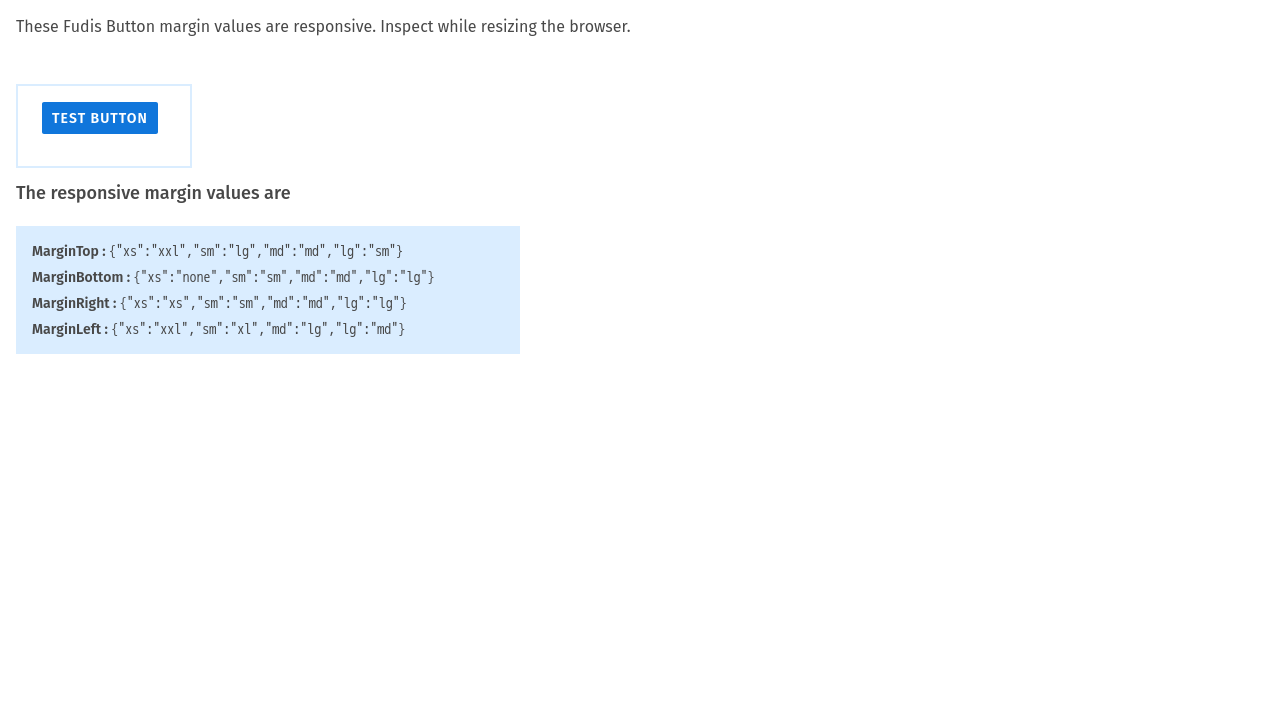 These Fudis Button margin values are responsive. Inspect while resizing the browser.
TEST BUTTON
The responsive margin values are
MarginTop : {"xs":"xxl","sm":"lg","md":"md","lg":"sm"}
MarginBottom : {"xs":"none","sm":"sm","md":"md","lg":"lg"}
MarginRight : {"xs":"xs","sm":"sm","md":"md","lg":"lg"}
MarginLeft : {"xs":"xxl","sm":"xl","md":"lg","lg":"md"}